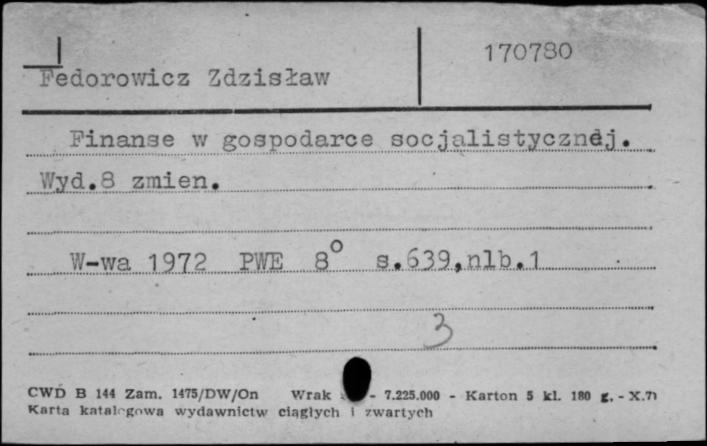 170780
Fedorowicz Zdzisław
Finanse w gospodarce socjalistycznej.
Wyd.8 zmien.
W-wa 1972 PWE 8° s.639,nlb.1
3
CWD B 144 Zam. 1475/DW/On Wrak - 7.225.000 - Karton 5 kl. 180 g. - X.71
Karta katalogowa wydawnictw ciągłych i zwartych